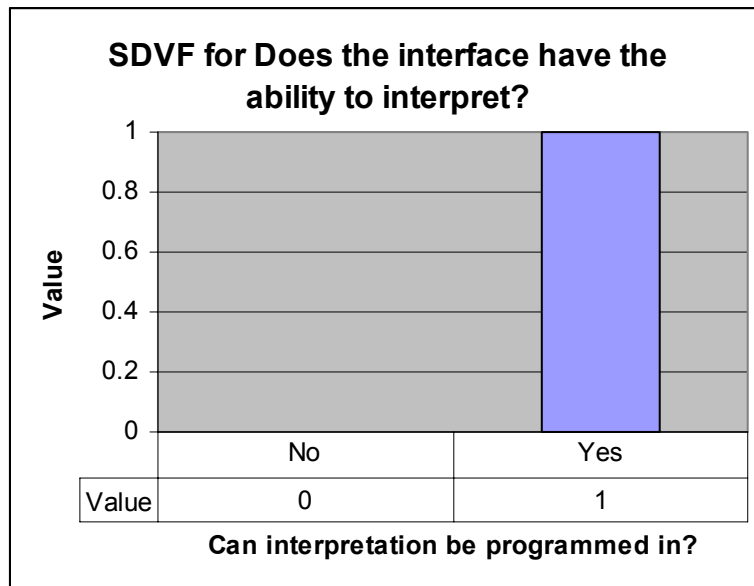 SDVF for Does the interface have the
ability to interpret?
1
0.8
0.6
0.4
0.2
0
Value
No Yes
Value 0 1
Can interpretation be programmed in?